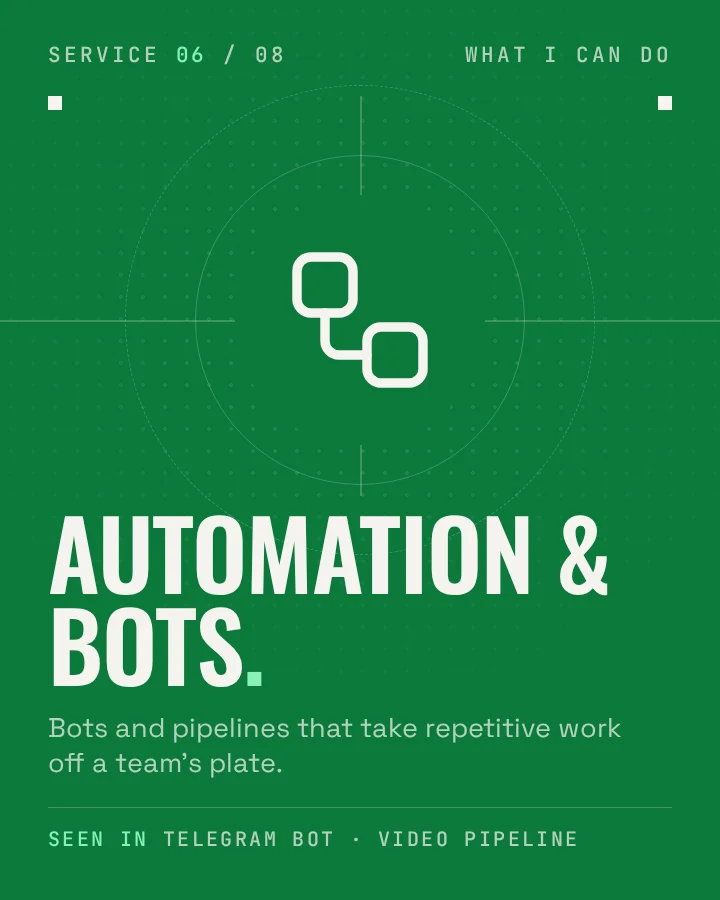 SERVICE 06 / 08
WHAT I CAN DO
AUTOMATION &
BOTS.
Bots and pipelines that take repetitive work
off a team’s plate.
SEEN IN TELEGRAM BOT · VIDEO PIPELINE